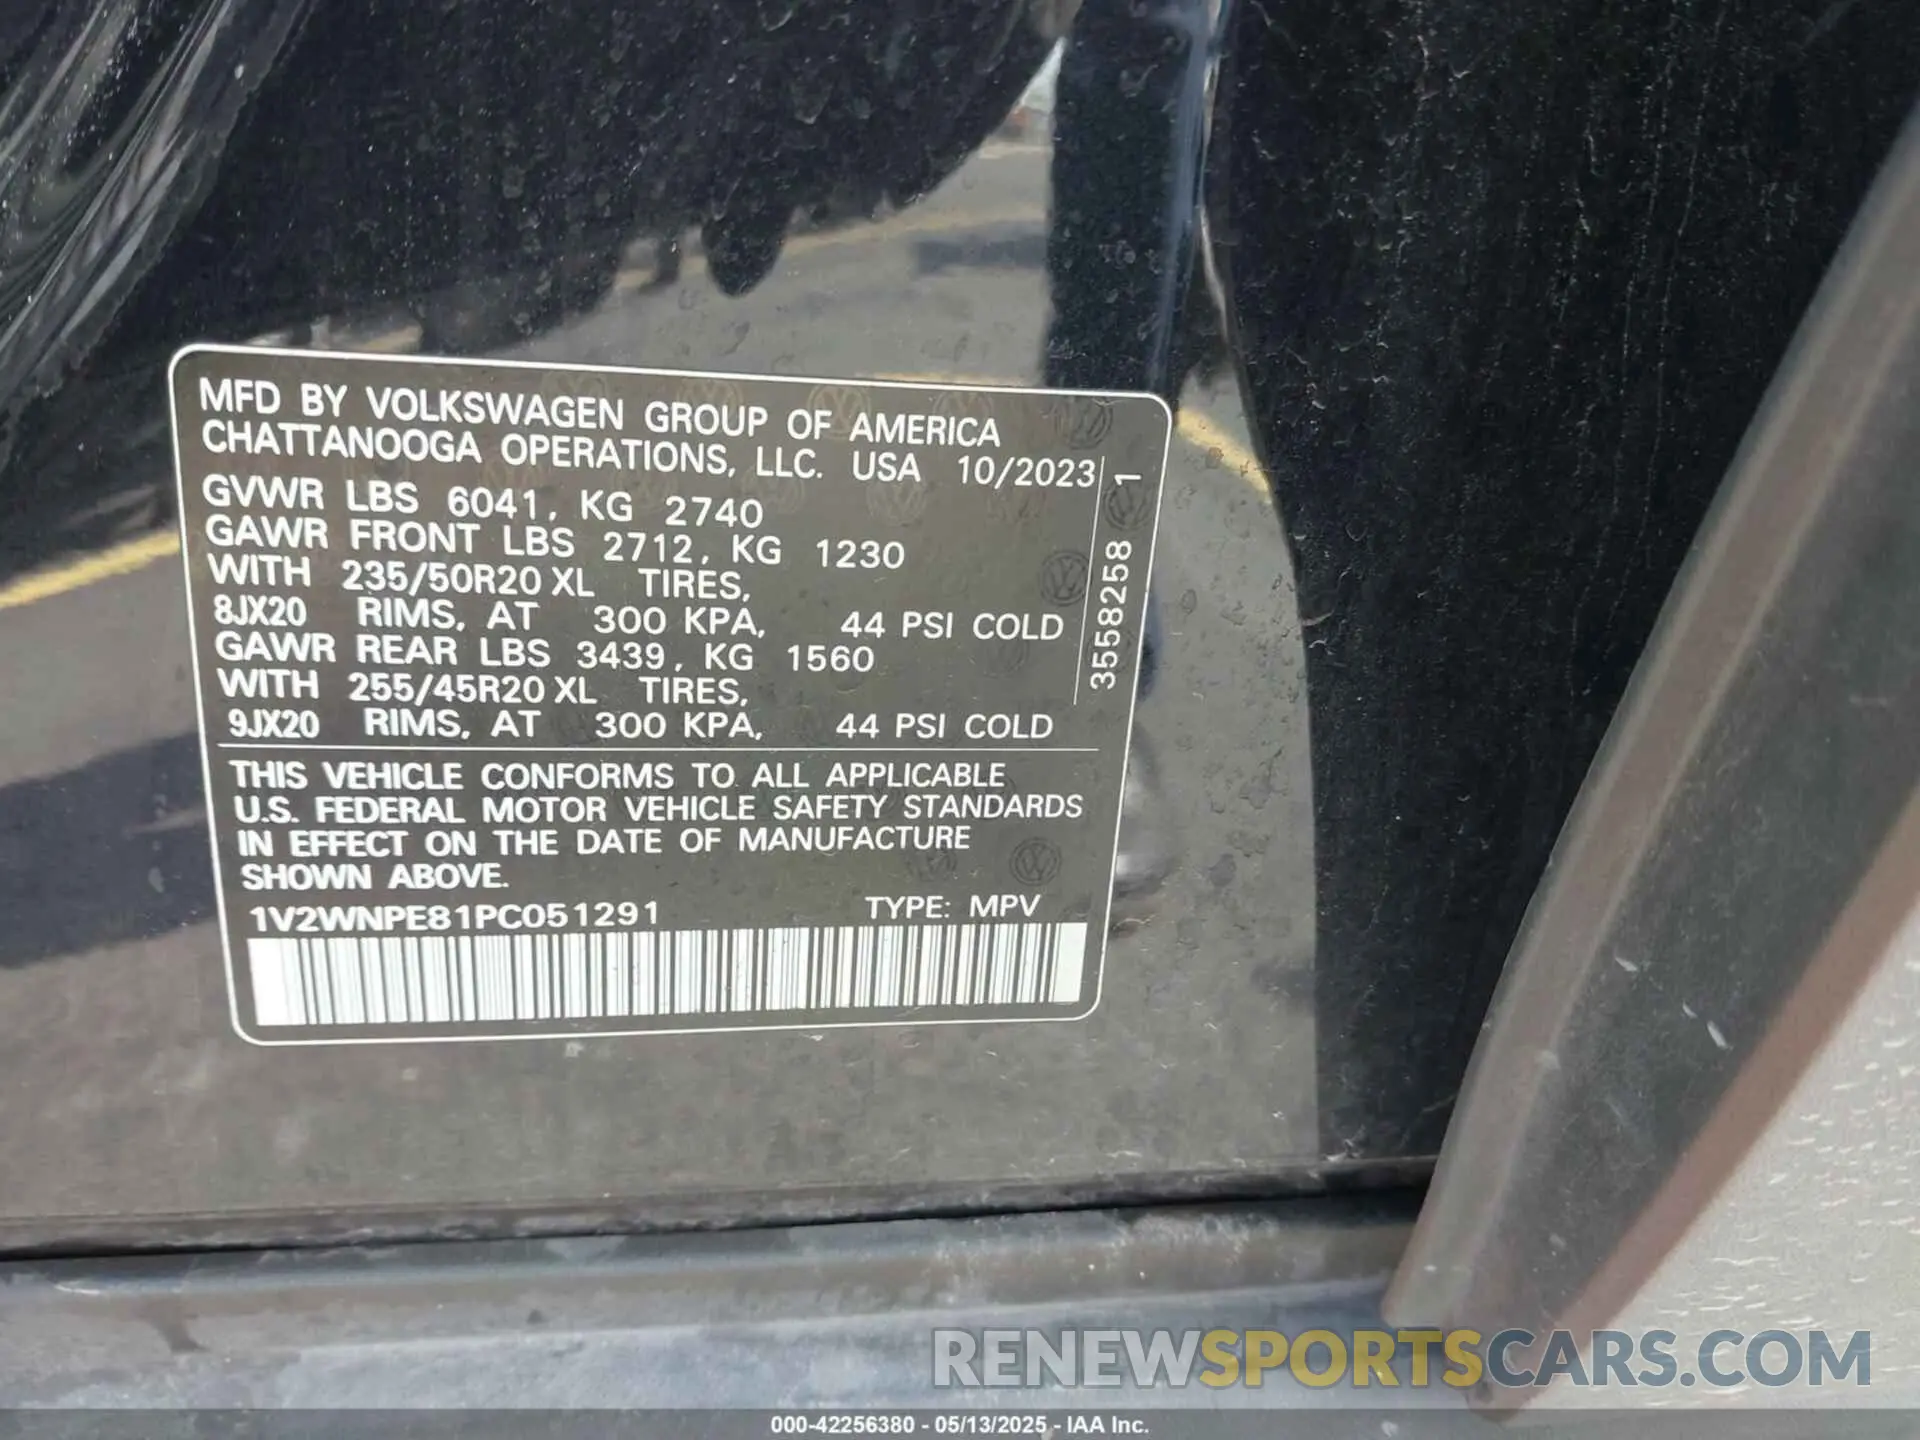 MFD BY VOLKSWAGEN GROUP OF AMERICA
CHATTANOOGA OPERATIONS, LLC. USA 10/2023
GVWR LBS 6041, KG 2740
GAWR FRONT LBS 2712, KG 1230
WITH 235/50R20 XL TIRES,
8JX20 RIMS, AT 300 KPA, 44 PSI COLD
GAWR REAR LBS 3439, KG 1560
WITH 255/45R20 XL TIRES,
9JX20 RIMS, AT 300 KPA, 44 PSI COLD
3558258 1
THIS VEHICLE CONFORMS TO ALL APPLICABLE
U.S. FEDERAL MOTOR VEHICLE SAFETY STANDARDS
IN EFFECT ON THE DATE OF MANUFACTURE
SHOWN ABOVE.
1V2WNPE81PC051291 TYPE: MPV
RENEWSPORTSCARS.COM
000-42256380 - 05/13/2025 - IAA Inc.